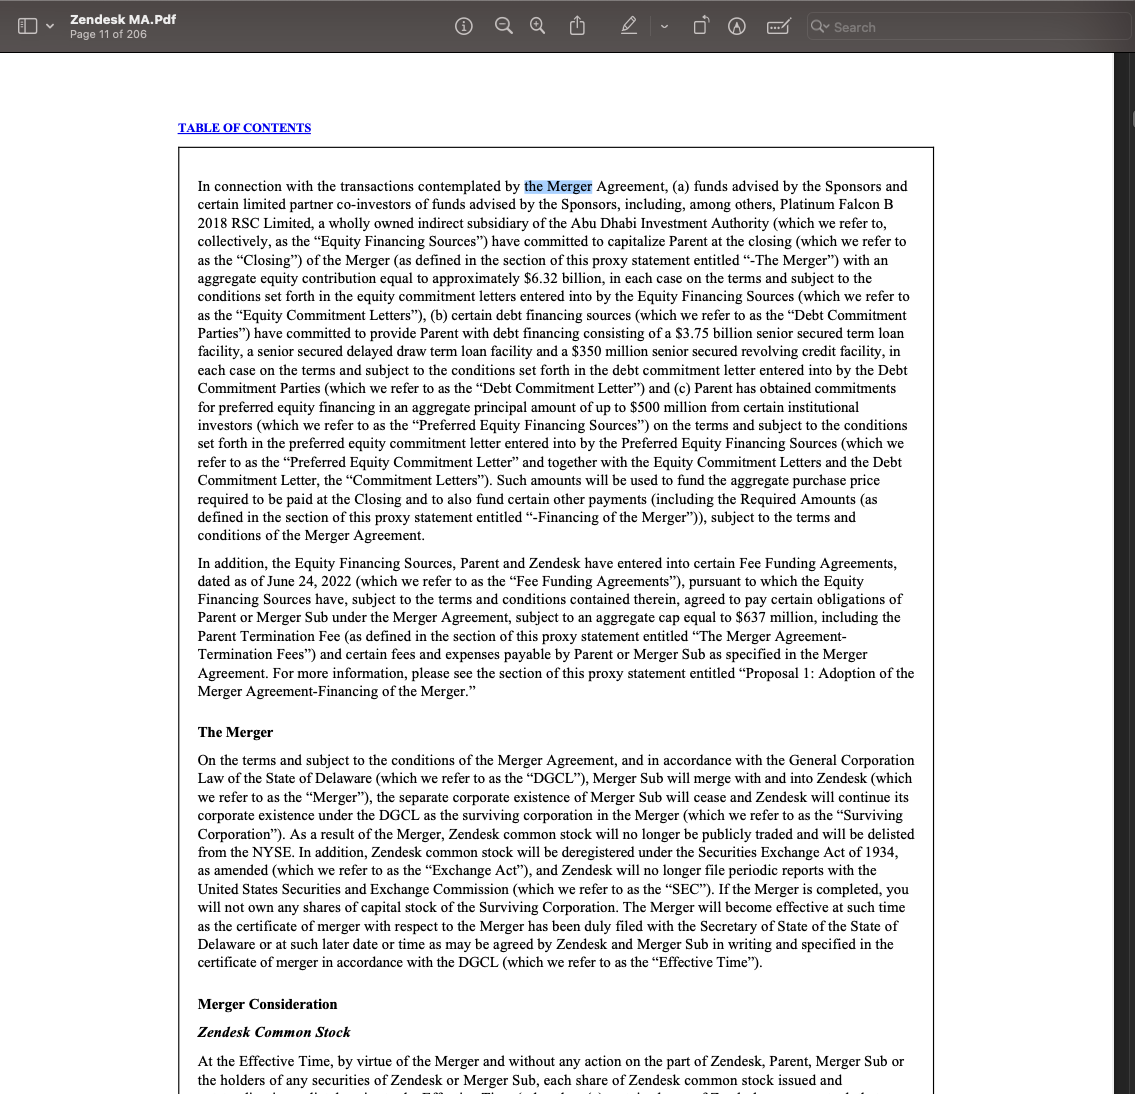 Zendesk MA.Pdf
Page 11 of 206
Search
TABLE OF CONTENTS
In connection with the transactions contemplated by the Merger Agreement, (a) funds advised by the Sponsors and
certain limited partner co-investors of funds advised by the Sponsors, including, among others, Platinum Falcon B
2018 RSC Limited, a wholly owned indirect subsidiary of the Abu Dhabi Investment Authority (which we refer to,
collectively, as the “Equity Financing Sources”) have committed to capitalize Parent at the closing (which we refer to
as the “Closing”) of the Merger (as defined in the section of this proxy statement entitled “-The Merger”) with an
aggregate equity contribution equal to approximately $6.32 billion, in each case on the terms and subject to the
conditions set forth in the equity commitment letters entered into by the Equity Financing Sources (which we refer to
as the “Equity Commitment Letters”), (b) certain debt financing sources (which we refer to as the “Debt Commitment
Parties”) have committed to provide Parent with debt financing consisting of a $3.75 billion senior secured term loan
facility, a senior secured delayed draw term loan facility and a $350 million senior secured revolving credit facility, in
each case on the terms and subject to the conditions set forth in the debt commitment letter entered into by the Debt
Commitment Parties (which we refer to as the “Debt Commitment Letter”) and (c) Parent has obtained commitments
for preferred equity financing in an aggregate principal amount of up to $500 million from certain institutional
investors (which we refer to as the “Preferred Equity Financing Sources”) on the terms and subject to the conditions
set forth in the preferred equity commitment letter entered into by the Preferred Equity Financing Sources (which we
refer to as the “Preferred Equity Commitment Letter” and together with the Equity Commitment Letters and the Debt
Commitment Letter, the “Commitment Letters”). Such amounts will be used to fund the aggregate purchase price
required to be paid at the Closing and to also fund certain other payments (including the Required Amounts (as
defined in the section of this proxy statement entitled “-Financing of the Merger”)), subject to the terms and
conditions of the Merger Agreement.
In addition, the Equity Financing Sources, Parent and Zendesk have entered into certain Fee Funding Agreements,
dated as of June 24, 2022 (which we refer to as the “Fee Funding Agreements”), pursuant to which the Equity
Financing Sources have, subject to the terms and conditions contained therein, agreed to pay certain obligations of
Parent or Merger Sub under the Merger Agreement, subject to an aggregate cap equal to $637 million, including the
Parent Termination Fee (as defined in the section of this proxy statement entitled “The Merger Agreement-
Termination Fees”) and certain fees and expenses payable by Parent or Merger Sub as specified in the Merger
Agreement. For more information, please see the section of this proxy statement entitled “Proposal 1: Adoption of the
Merger Agreement-Financing of the Merger.”
The Merger
On the terms and subject to the conditions of the Merger Agreement, and in accordance with the General Corporation
Law of the State of Delaware (which we refer to as the “DGCL”), Merger Sub will merge with and into Zendesk (which
we refer to as the “Merger”), the separate corporate existence of Merger Sub will cease and Zendesk will continue its
corporate existence under the DGCL as the surviving corporation in the Merger (which we refer to as the “Surviving
Corporation”). As a result of the Merger, Zendesk common stock will no longer be publicly traded and will be delisted
from the NYSE. In addition, Zendesk common stock will be deregistered under the Securities Exchange Act of 1934,
as amended (which we refer to as the “Exchange Act”), and Zendesk will no longer file periodic reports with the
United States Securities and Exchange Commission (which we refer to as the “SEC”). If the Merger is completed, you
will not own any shares of capital stock of the Surviving Corporation. The Merger will become effective at such time
as the certificate of merger with respect to the Merger has been duly filed with the Secretary of State of the State of
Delaware or at such later date or time as may be agreed by Zendesk and Merger Sub in writing and specified in the
certificate of merger in accordance with the DGCL (which we refer to as the “Effective Time”).
Merger Consideration
Zendesk Common Stock
At the Effective Time, by virtue of the Merger and without any action on the part of Zendesk, Parent, Merger Sub or
the holders of any securities of Zendesk or Merger Sub, each share of Zendesk common stock issued and